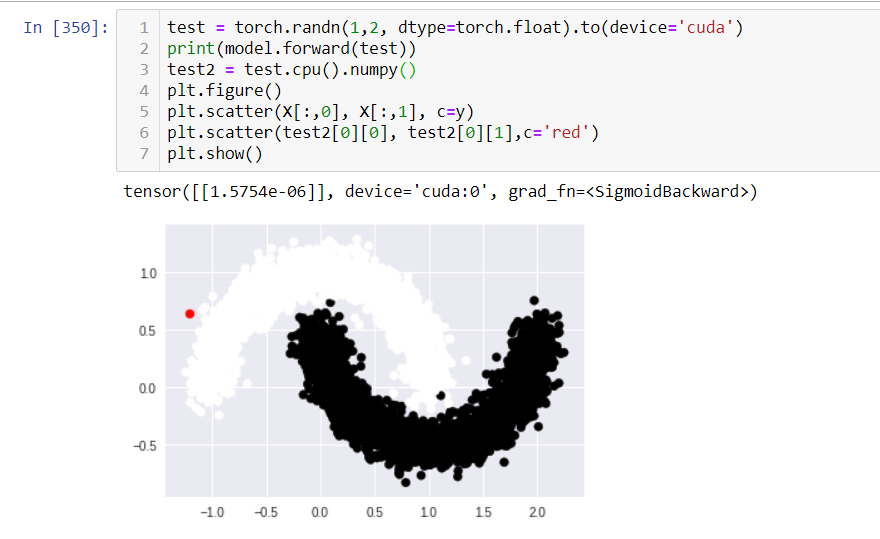 In [350]:
1 test = torch.randn(1,2, dtype=torch.float).to(device='cuda')
2 print(model.forward(test))
3 test2 = test.cpu().numpy()
4 plt.figure()
5 plt.scatter(X[:,0], X[:,1], c=y)
6 plt.scatter(test2[0][0], test2[0][1],c='red')
7 plt.show()
tensor([[1.5754e-06]], device='cuda:0', grad_fn=<SigmoidBackward>)
1.0
0.5
0.0
−0.5
−1.0 −0.5 0.0 0.5 1.0 1.5 2.0